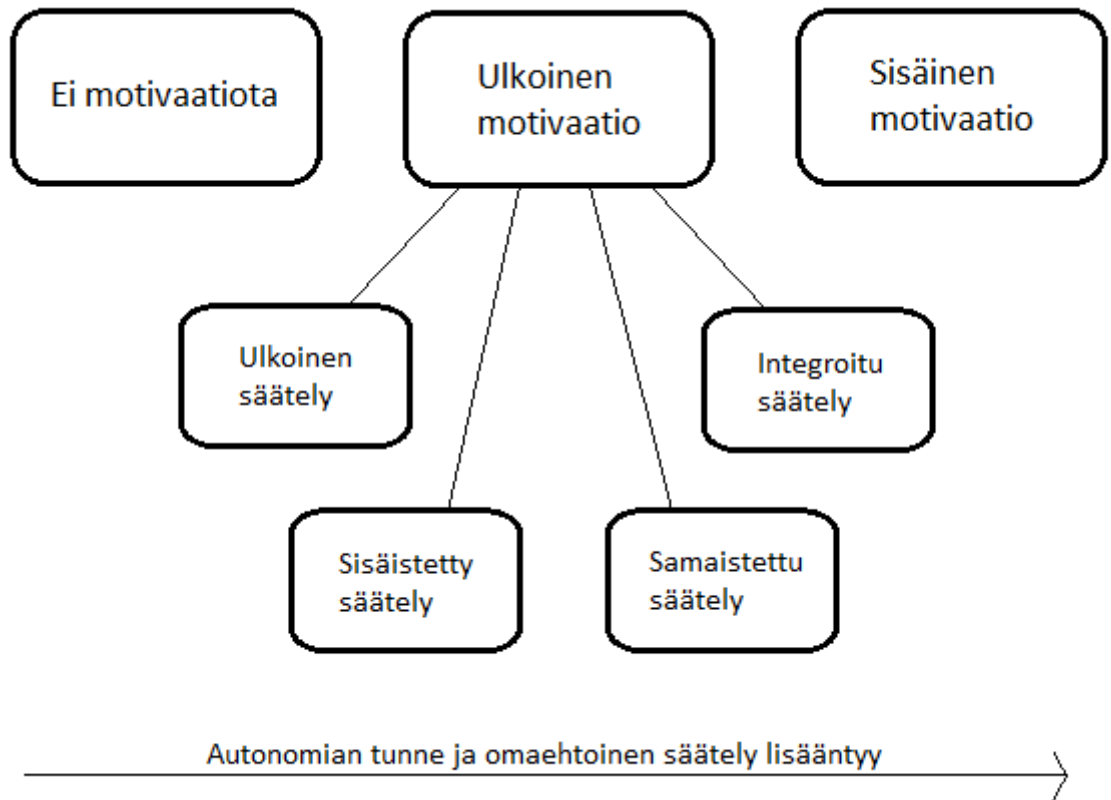 Ei motivaatiota
Ulkoinen
motivaatio
Sisäinen
motivaatio
Ulkoinen
säätely
Integroitu
säätely
Sisäistetty
säätely
Samaistettu
säätely
Autonomian tunne ja omaehtoinen säätely lisääntyy